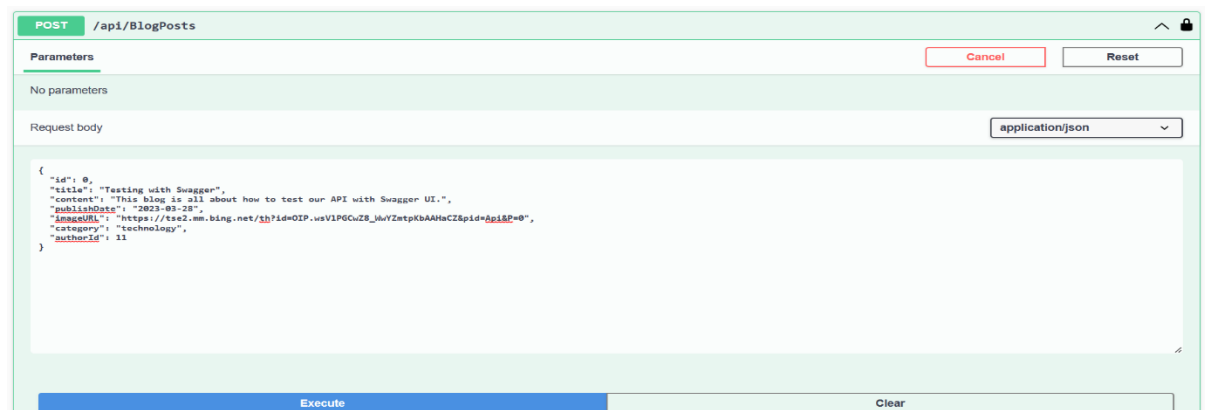 POST /api/BlogPosts
Parameters Cancel Reset
No parameters
Request body application/json
{
"id": 0,
"title": "Testing with Swagger",
"content": "This blog is all about how to test our API with Swagger UI.",
"publishDate": "2023-03-28",
"imageURL": "https://tse2.mm.bing.net/th?id=OIP.wsVlPGCwZ8_WwYZmtpKbAAHaCZ&pid=Api&P=0",
"category": "technology",
"authorId": 11
}
Execute Clear